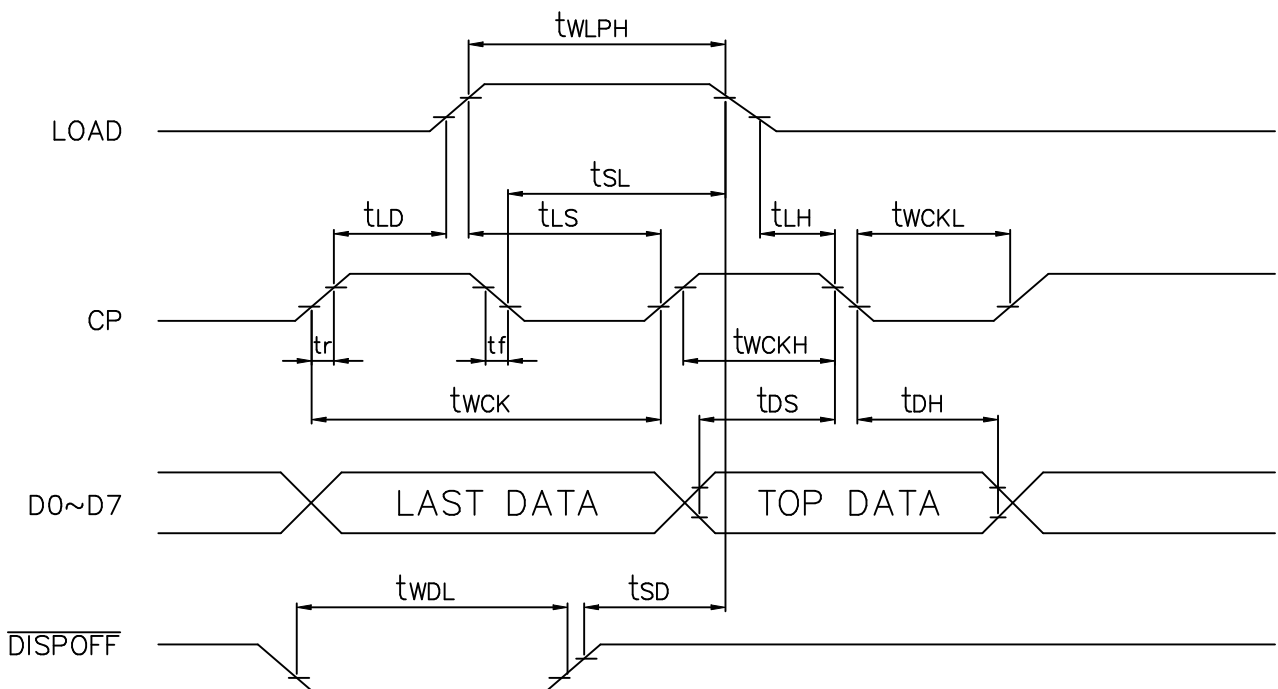 tWLPH
LOAD
tSL
tLD
tLS
tLH
tWCKL
CP
tr
tf
tWCKH
tWCK
tDS
tDH
D0~D7
LAST DATA
TOP DATA
tWDL
tSD
DISPOFF